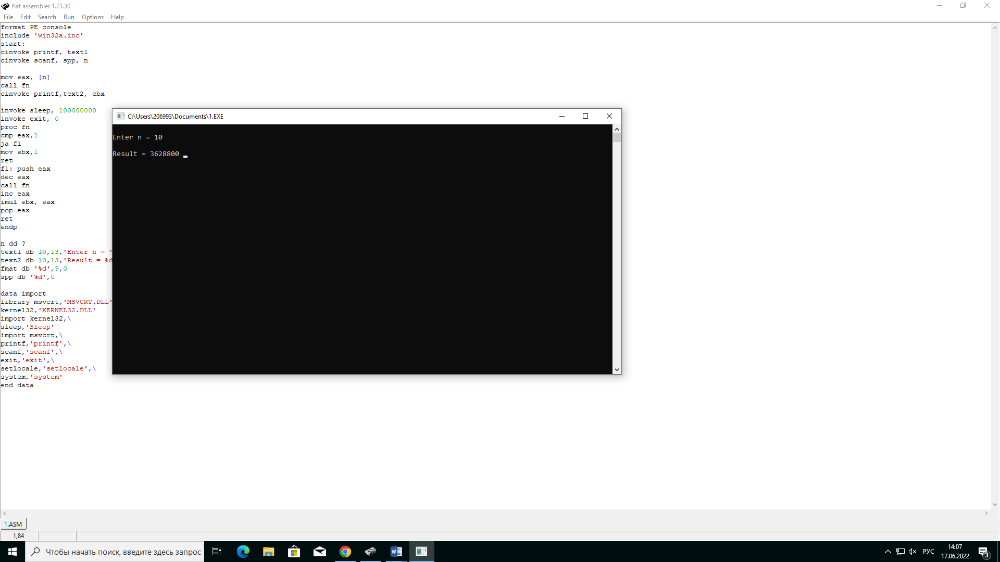 flat assembler 1.73.30
File Edit Search Run Options Help
format PE console
include 'win32a.inc'
start:
cinvoke printf, text1
cinvoke scanf, spp, n
mov eax, [n]
call fn
cinvoke printf,text2, ebx
invoke sleep, 100000000
invoke exit, 0
proc fn
cmp eax,1
ja f1
mov ebx,1
ret
f1: push eax
dec eax
call fn
inc eax
imul ebx, eax
pop eax
ret
endp
n dd ?
text1 db 10,13,'Enter n = '
text2 db 10,13,'Result = %d
fmat db '%d',9,0
spp db '%d',0
data import
library msvcrt,'MSVCRT.DLL'
kernel32,'KERNEL32.DLL'
import kernel32,\
sleep,'Sleep'
import msvcrt,\
printf,'printf',\
scanf,'scanf',\
exit,'exit',\
setlocale,'setlocale',\
system,'system'
end data
C:\Users\206993\Documents\1.EXE
Enter n = 10
Result = 3628800
1.ASM
1,84
Чтобы начать поиск, введите здесь запрос
РУС
14:07
17.06.2022
3